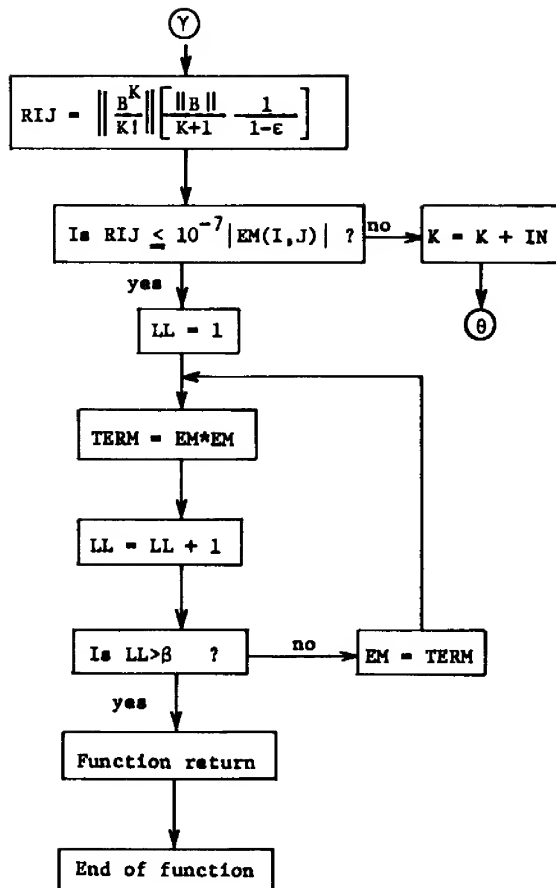 γ
RIJ = ‖ B^K / K! ‖ [ ‖B‖ / K+1  1 / 1-ε ]
Is RIJ ≤ 10^-7 |EM(I,J)| ?
no
K = K + IN
yes
θ
LL = 1
TERM = EM*EM
LL = LL + 1
Is LL>β ?
no
EM = TERM
yes
Function return
End of function